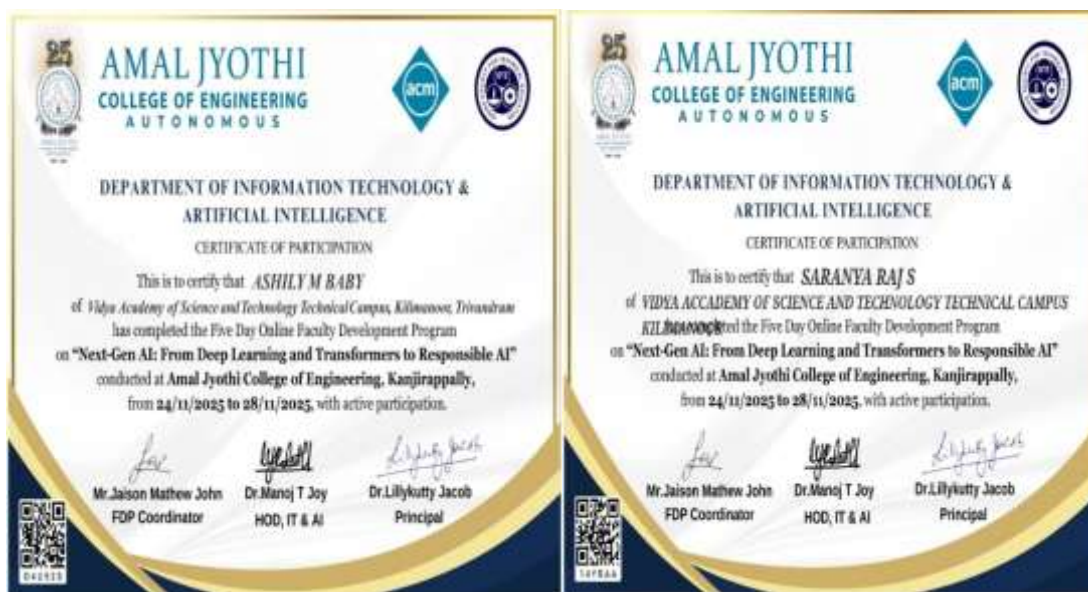 25
AMAL JYOTHI
COLLEGE OF ENGINEERING
AUTONOMOUS
acm
DEPARTMENT OF INFORMATION TECHNOLOGY &
ARTIFICIAL INTELLIGENCE
CERTIFICATE OF PARTICIPATION
This is to certify that ASHILY M BABY
of Vidya Academy of Science and Technology Technical Campus, Kilimanoor, Trivandrum
has completed the Five Day Online Faculty Development Program
on “Next-Gen AI: From Deep Learning and Transformers to Responsible AI”
conducted at Amal Jyothi College of Engineering, Kanjirappally,
from 24/11/2025 to 28/11/2025, with active participation.
Mr.Jaison Mathew John Dr.Manoj T Joy Dr.Lillykutty Jacob
FDP Coordinator HOD, IT & AI Principal
25
AMAL JYOTHI
COLLEGE OF ENGINEERING
AUTONOMOUS
acm
DEPARTMENT OF INFORMATION TECHNOLOGY &
ARTIFICIAL INTELLIGENCE
CERTIFICATE OF PARTICIPATION
This is to certify that SARANYA RAJ S
of VIDYA ACCADEMY OF SCIENCE AND TECHNOLOGY TECHNICAL CAMPUS
the Five Day Online Faculty Development Program
on “Next-Gen AI: From Deep Learning and Transformers to Responsible AI”
conducted at Amal Jyothi College of Engineering, Kanjirappally,
from 24/11/2025 to 28/11/2025, with active participation.
Mr.Jaison Mathew John Dr.Manoj T Joy Dr.Lillykutty Jacob
FDP Coordinator HOD, IT & AI Principal